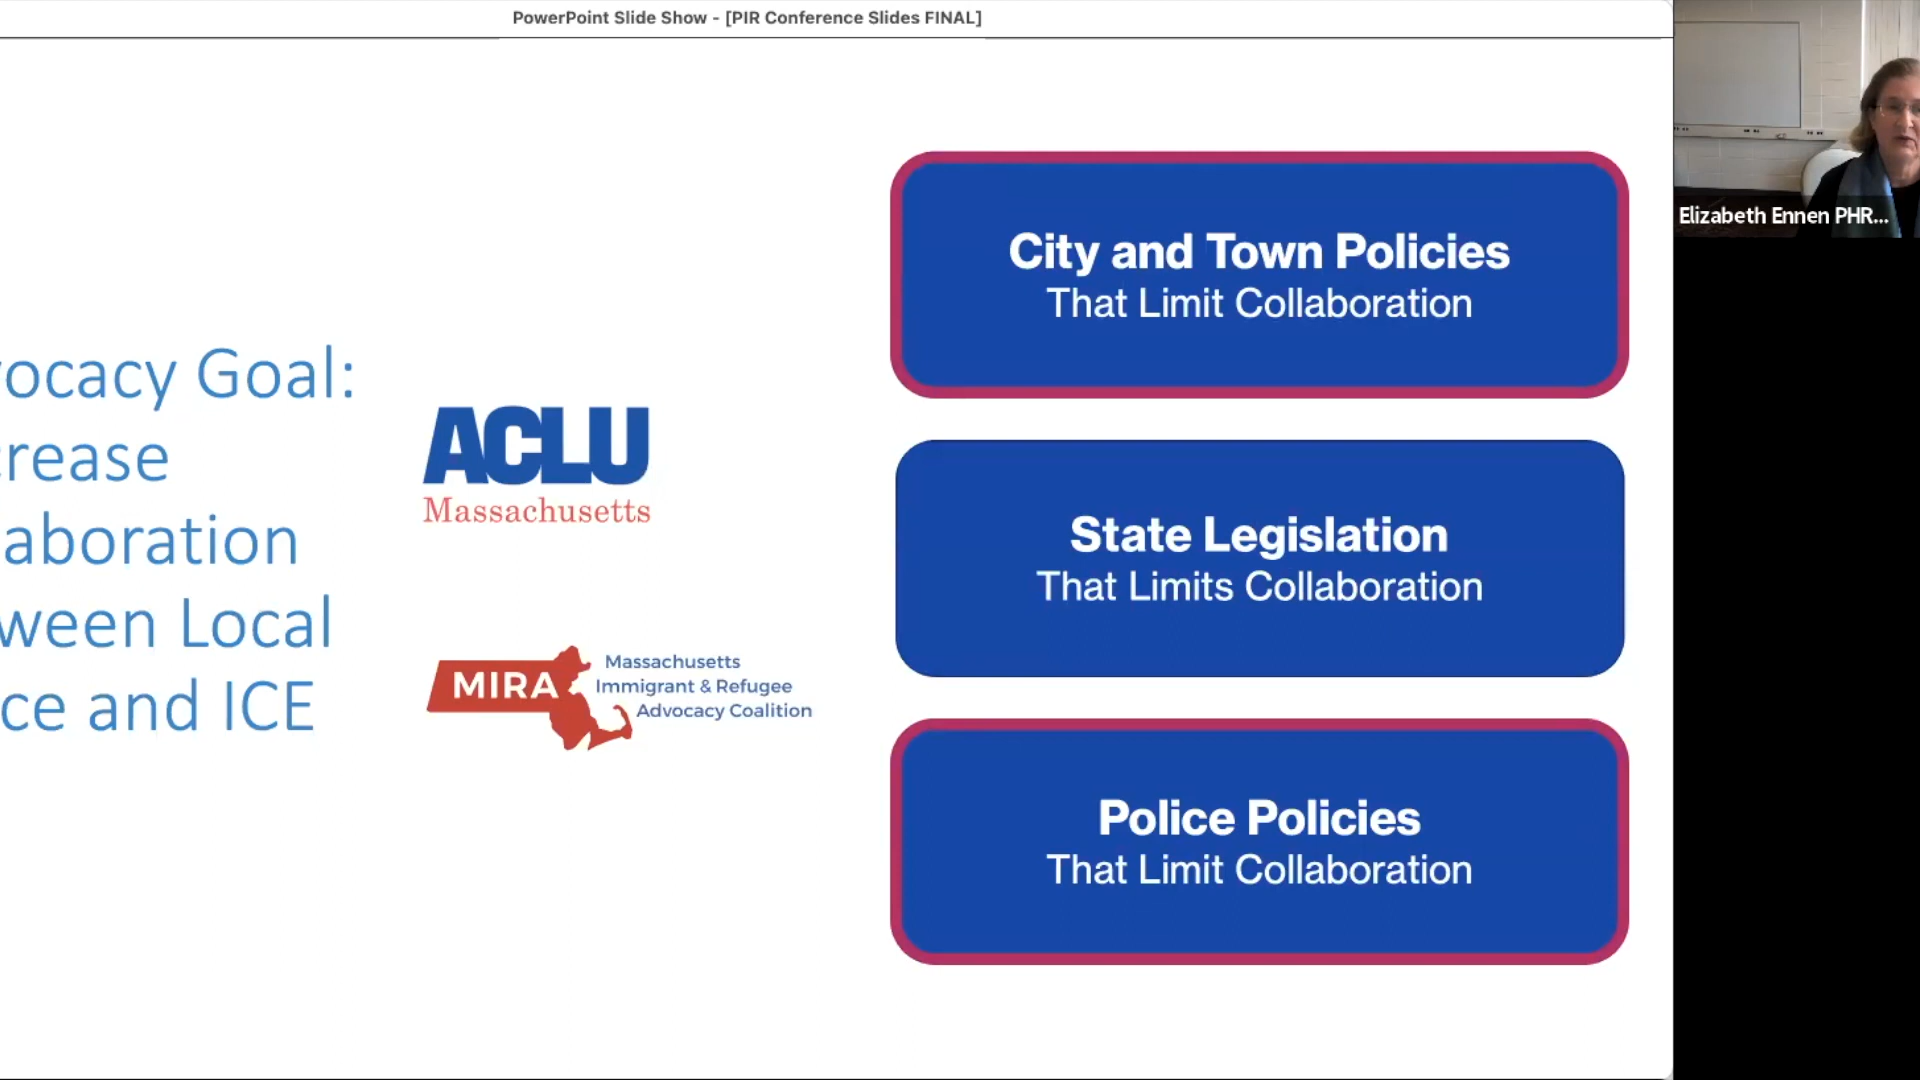 PowerPoint Slide Show - [PIR Conference Slides FINAL]
vocacy Goal:
crease
aboration
ween Local
ce and ICE
ACLU
Massachusetts
MIRA
Massachusetts
Immigrant & Refugee
Advocacy Coalition
City and Town Policies
That Limit Collaboration
State Legislation
That Limits Collaboration
Police Policies
That Limit Collaboration
Elizabeth Ennen PHR...